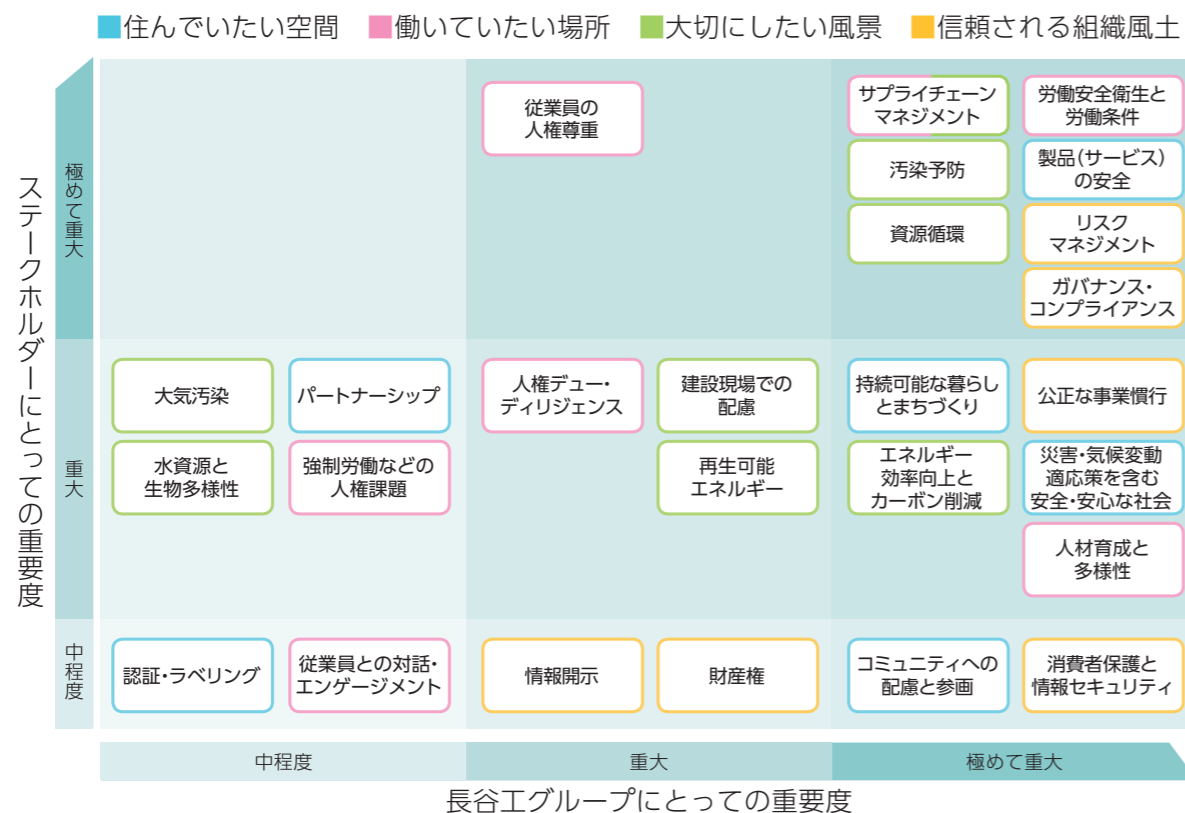 住んでいたい空間 働いていたい場所 大切にしたい風景 信頼される組織風土
ステークホルダーにとっての重要度
極めて重大
従業員の
人権尊重
サプライチェーン
マネジメント
汚染予防
資源循環
労働安全衛生と
労働条件
製品(サービス)
の安全
リスク
マネジメント
ガバナンス・
コンプライアンス
重大
大気汚染
パートナーシップ
水資源と
生物多様性
強制労働などの
人権課題
人権デュー・
ディリジェンス
建設現場での
配慮
再生可能
エネルギー
持続可能な暮らし
とまちづくり
公正な事業慣行
エネルギー
効率向上と
カーボン削減
災害・気候変動
適応策を含む
安全・安心な社会
人材育成と
多様性
中程度
認証・ラベリング
従業員との対話・
エンゲージメント
情報開示
財産権
コミュニティへの
配慮と参画
消費者保護と
情報セキュリティ
中程度 重大 極めて重大
長谷工グループにとっての重要度